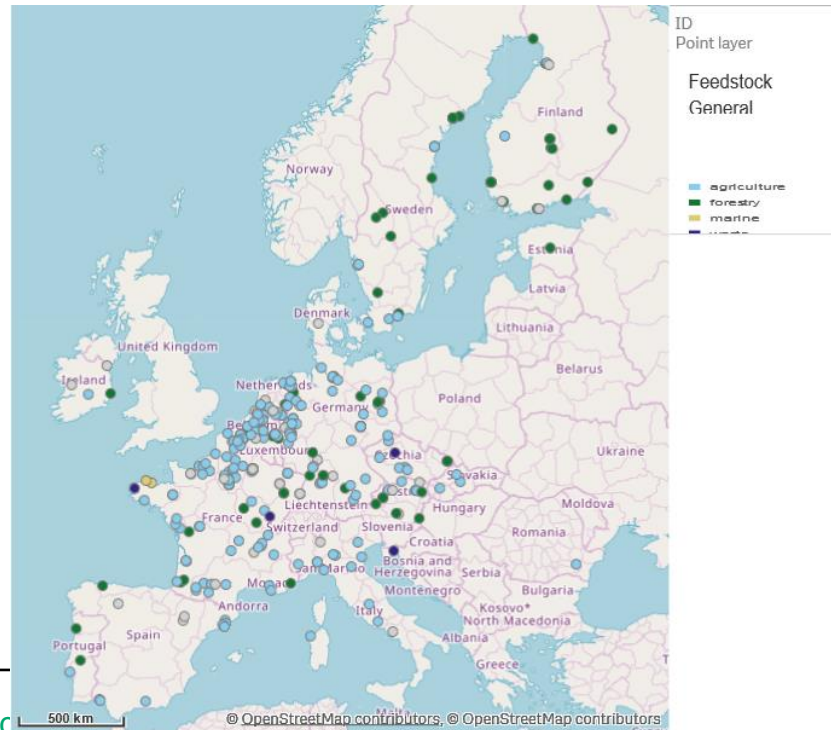 ID
Point layer
Feedstock
General
agriculture
forestry
marine
Finland
Norway
Sweden
Estonia
Latvia
Denmark
Lithuania
United Kingdom
Ireland
Belarus
Netherlands
Germany
Poland
Luxembourg
Czechia
Ukraine
Slovakia
Liechtenstein
Austria
Hungary
Moldova
France
Switzerland
Slovenia
Croatia
Romania
San Marino
Bosnia and
Herzegovina
Serbia
Monaco
Montenegro
Bulgaria
Andorra
Italy
Kosovo*
North Macedonia
Spain
Albania
Portugal
Greece
Malta
500 km
© OpenStreetMap contributors, © OpenStreetMap contributors